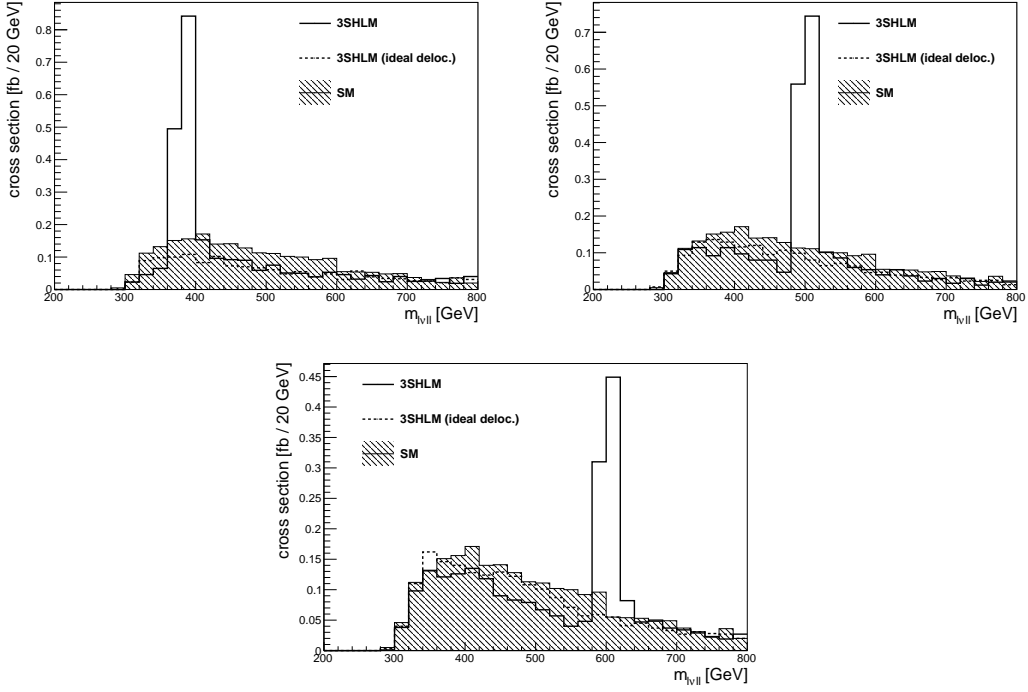 cross section [fb / 20 GeV]
0.8
0.7
0.6
0.5
0.4
0.3
0.2
0.1
0
200 300 400 500 600 700 800
m_lνll [GeV]
3SHLM
3SHLM (ideal deloc.)
SM
cross section [fb / 20 GeV]
0.7
0.6
0.5
0.4
0.3
0.2
0.1
0
200 300 400 500 600 700 800
m_lνll [GeV]
3SHLM
3SHLM (ideal deloc.)
SM
cross section [fb / 20 GeV]
0.45
0.4
0.35
0.3
0.25
0.2
0.15
0.1
0.05
0
200 300 400 500 600 700 800
m_lνll [GeV]
3SHLM
3SHLM (ideal deloc.)
SM